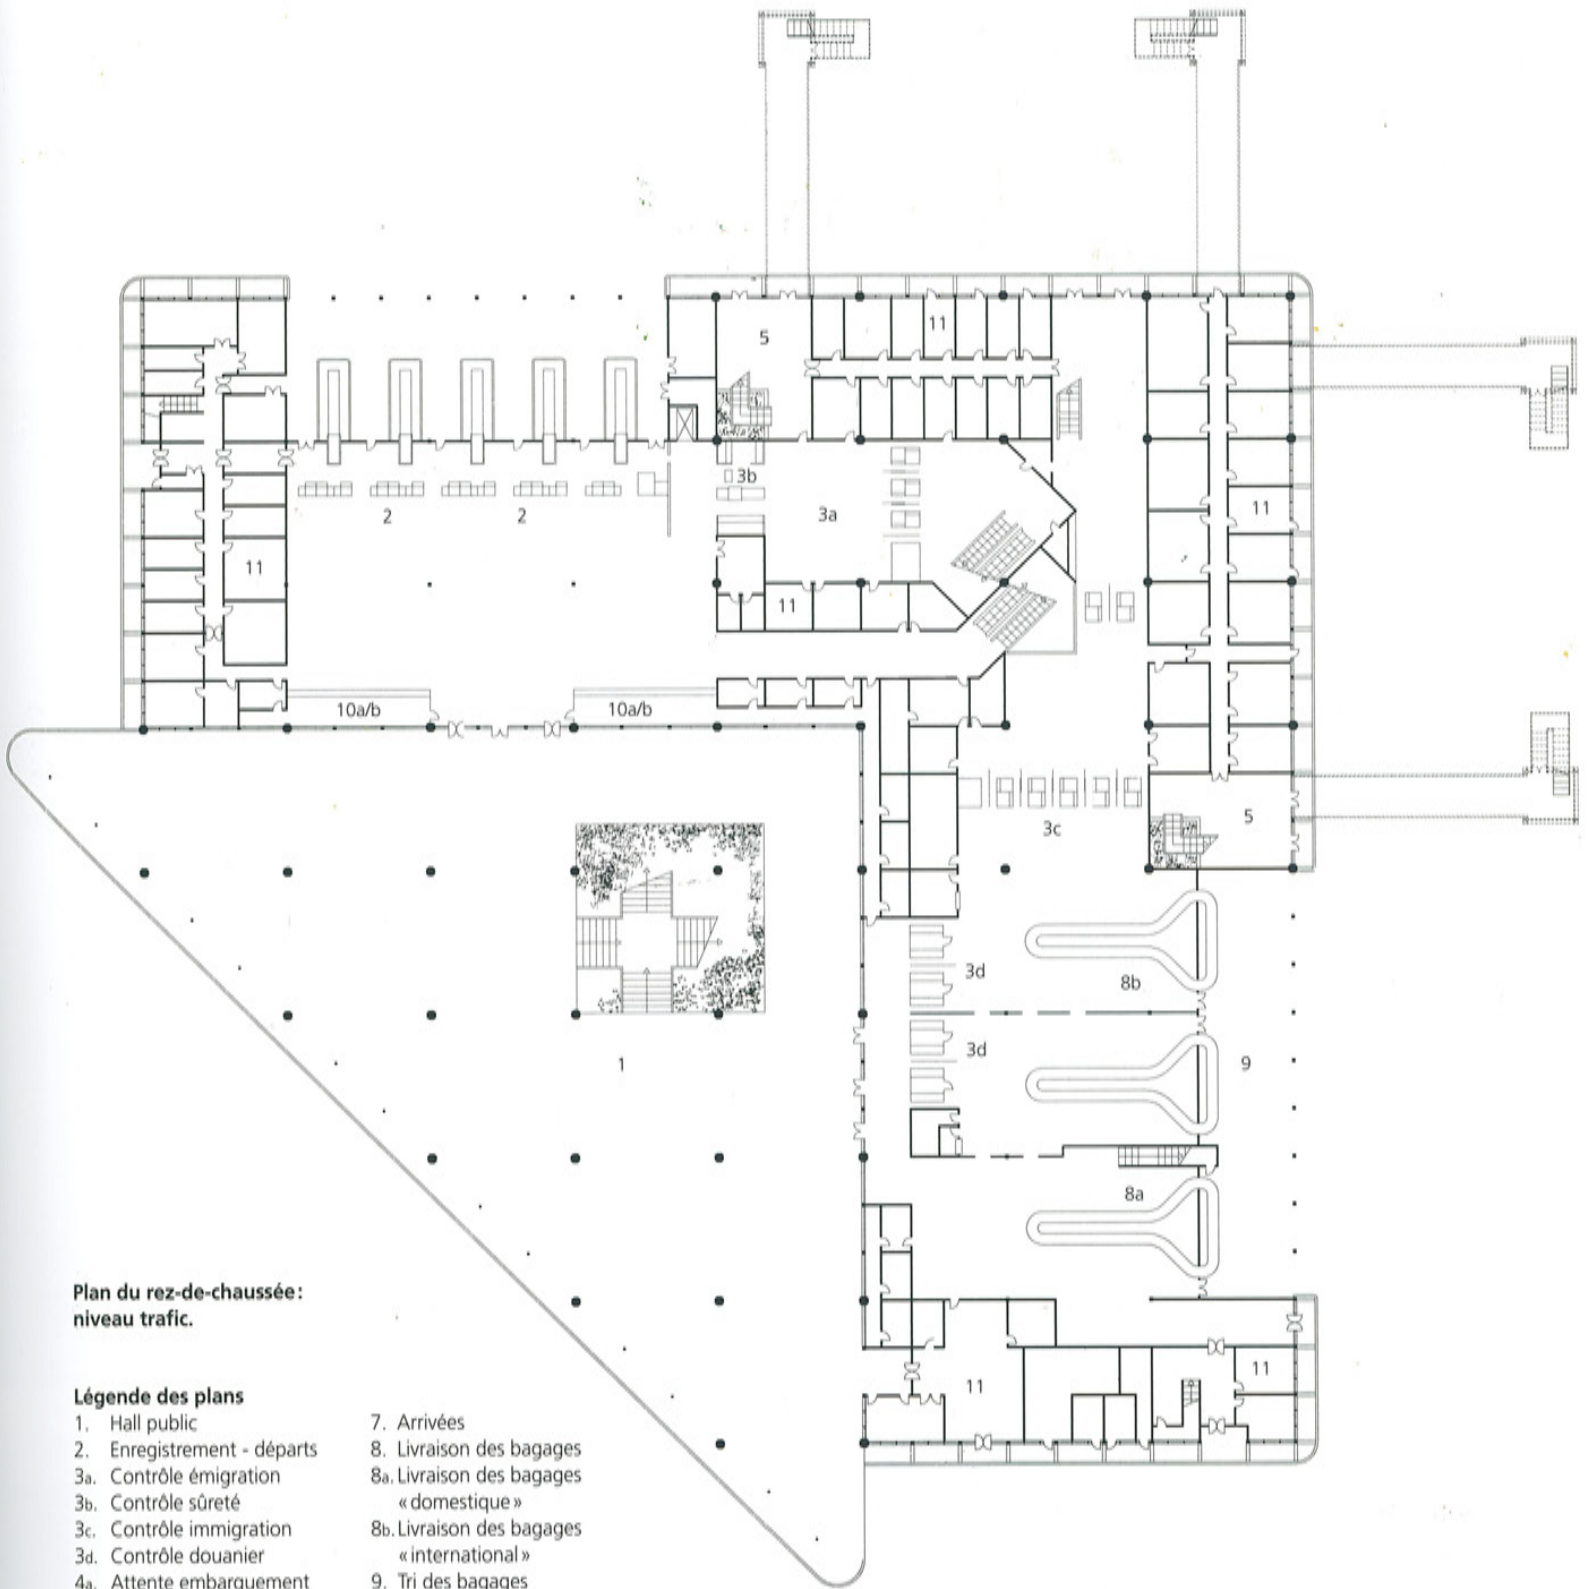 5
11
3b
3a
2
2
11
11
11
10a/b
10a/b
3c
5
3d
8b
3d
1
9
8a
11
11
Plan du rez-de-chaussée:
niveau trafic.
Légende des plans
1. Hall public
2. Enregistrement - départs
3a. Contrôle émigration
3b. Contrôle sûreté
3c. Contrôle immigration
3d. Contrôle douanier
4a. Attente embarquement
7. Arrivées
8. Livraison des bagages
8a. Livraison des bagages
«domestique»
8b. Livraison des bagages
«international»
9. Tri des bagages